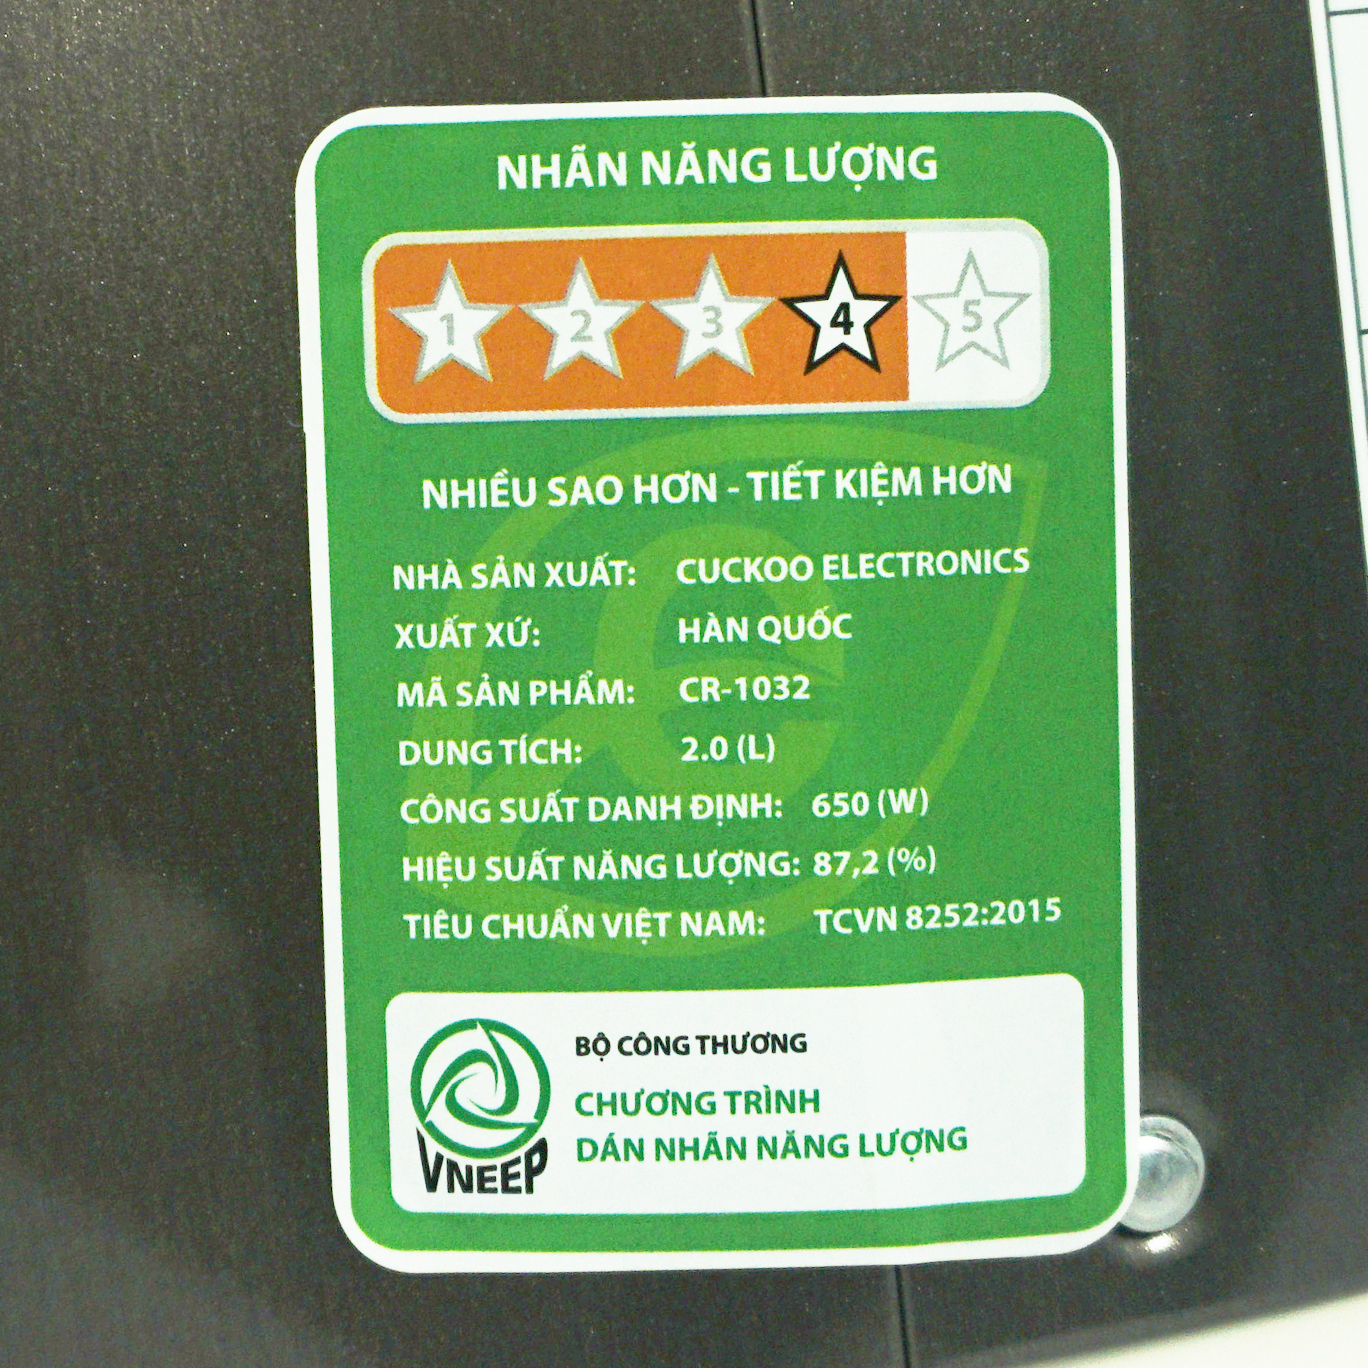 NHÃN NĂNG LƯỢNG
1 2 3 4 5
NHIỀU SAO HƠN - TIẾT KIỆM HƠN
NHÀ SẢN XUẤT: CUCKOO ELECTRONICS
XUẤT XỨ: HÀN QUỐC
MÃ SẢN PHẨM: CR-1032
DUNG TÍCH: 2.0 (L)
CÔNG SUẤT DANH ĐỊNH: 650 (W)
HIỆU SUẤT NĂNG LƯỢNG: 87,2 (%)
TIÊU CHUẨN VIỆT NAM: TCVN 8252:2015
BỘ CÔNG THƯƠNG
CHƯƠNG TRÌNH
DÁN NHÃN NĂNG LƯỢNG
VNEEP